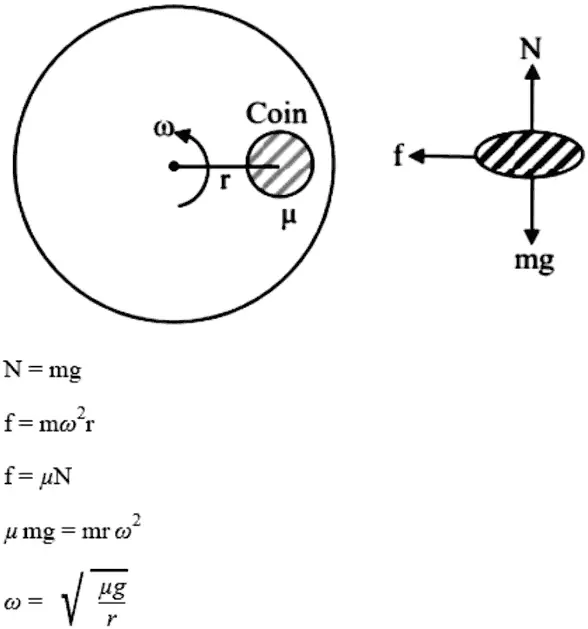 N
Coin
ω
f
r
μ
mg
N = mg
f = mω²r
f = μN
μ mg = mr ω²
ω = √(μg/r)